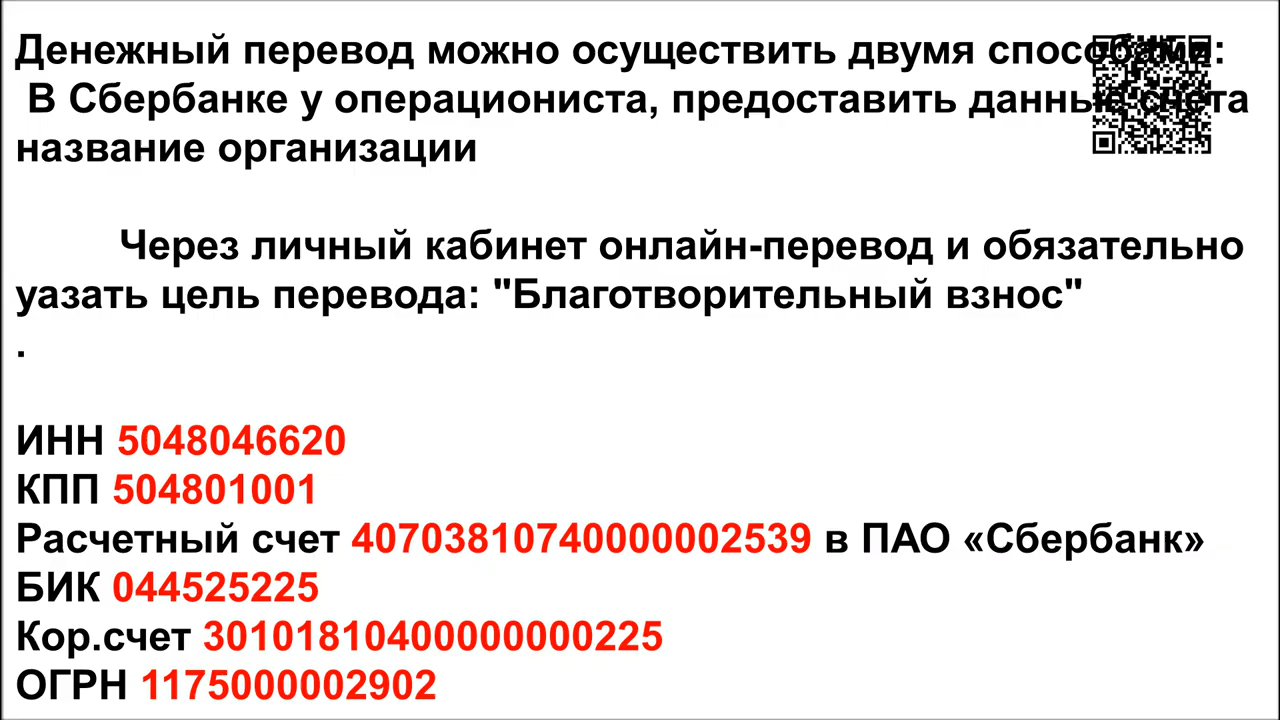 Денежный перевод можно осуществить двумя способами:
В Сбербанке у операциониста, предоставить данные счета
название организации
Через личный кабинет онлайн-перевод и обязательно
уазать цель перевода: "Благотворительный взнос"
.
ИНН 5048046620
КПП 504801001
Расчетный счет 40703810740000002539 в ПАО «Сбербанк»
БИК 044525225
Кор.счет 30101810400000000225
ОГРН 1175000002902